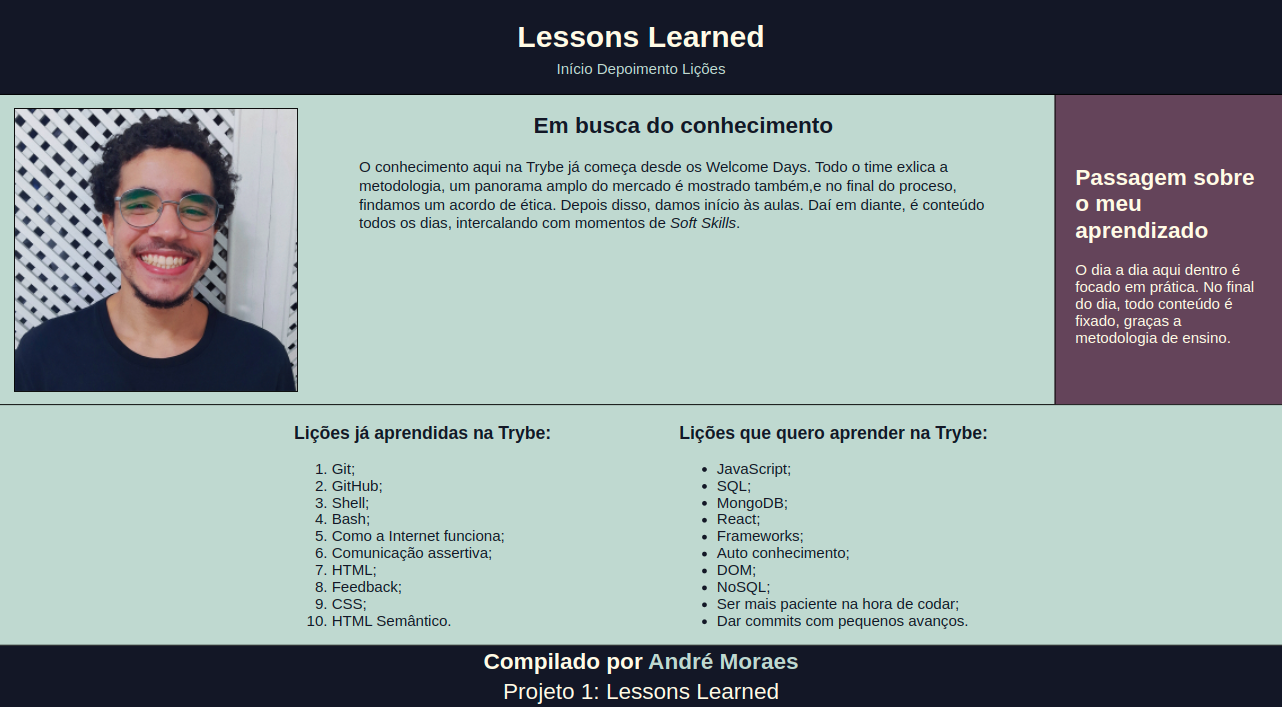 Lessons Learned
Início Depoimento Lições
Em busca do conhecimento
O conhecimento aqui na Trybe já começa desde os Welcome Days. Todo o time exlica a
metodologia, um panorama amplo do mercado é mostrado também,e no final do proceso,
findamos um acordo de ética. Depois disso, damos início às aulas. Daí em diante, é conteúdo
todos os dias, intercalando com momentos de Soft Skills.
Passagem sobre
o meu
aprendizado
O dia a dia aqui dentro é
focado em prática. No final
do dia, todo conteúdo é
fixado, graças a
metodologia de ensino.
Lições já aprendidas na Trybe:
1. Git;
2. GitHub;
3. Shell;
4. Bash;
5. Como a Internet funciona;
6. Comunicação assertiva;
7. HTML;
8. Feedback;
9. CSS;
10. HTML Semântico.
Lições que quero aprender na Trybe:
• JavaScript;
• SQL;
• MongoDB;
• React;
• Frameworks;
• Auto conhecimento;
• DOM;
• NoSQL;
• Ser mais paciente na hora de codar;
• Dar commits com pequenos avanços.
Compilado por André Moraes
Projeto 1: Lessons Learned